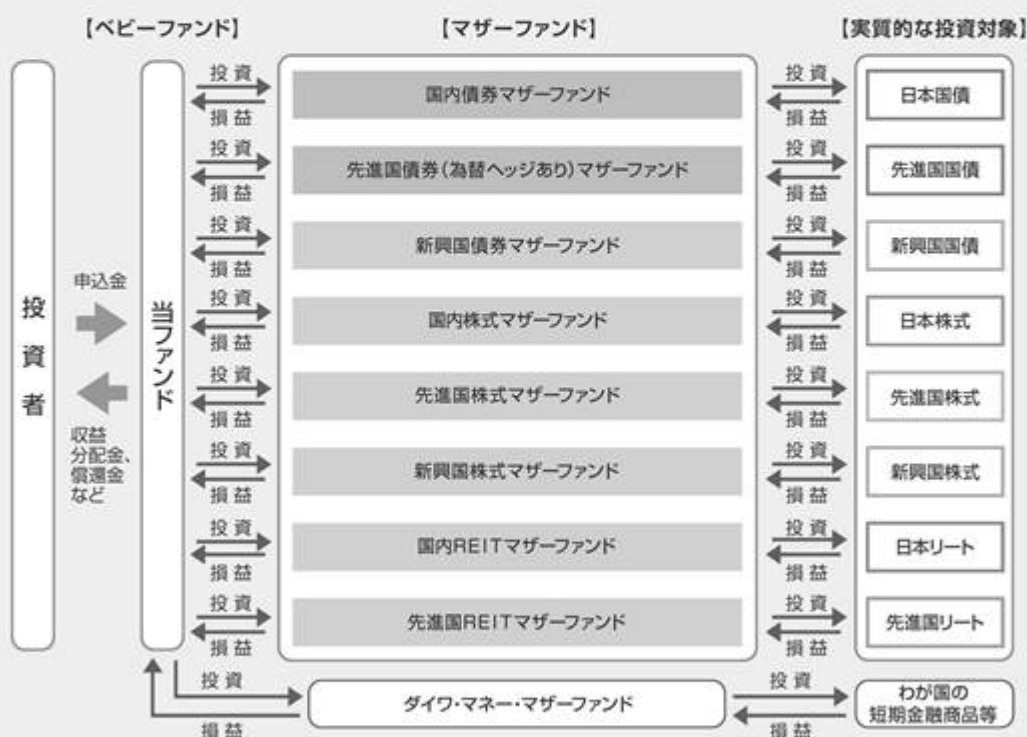 【ベビーファンド】
【マザーファンド】
【実質的な投資対象】
投資者
申込金
収益
分配金、
償還金
など
当ファンド
投資
損益
国内債券マザーファンド
投資
損益
日本国債
投資
損益
先進国債券(為替ヘッジあり)マザーファンド
投資
損益
先進国国債
投資
損益
新興国債券マザーファンド
投資
損益
新興国国債
投資
損益
国内株式マザーファンド
投資
損益
日本株式
投資
損益
先進国株式マザーファンド
投資
損益
先進国株式
投資
損益
新興国株式マザーファンド
投資
損益
新興国株式
投資
損益
国内REITマザーファンド
投資
損益
日本リート
投資
損益
先進国REITマザーファンド
投資
損益
先進国リート
投資
損益
ダイワ・マネー・マザーファンド
投資
損益
わが国の
短期金融商品等